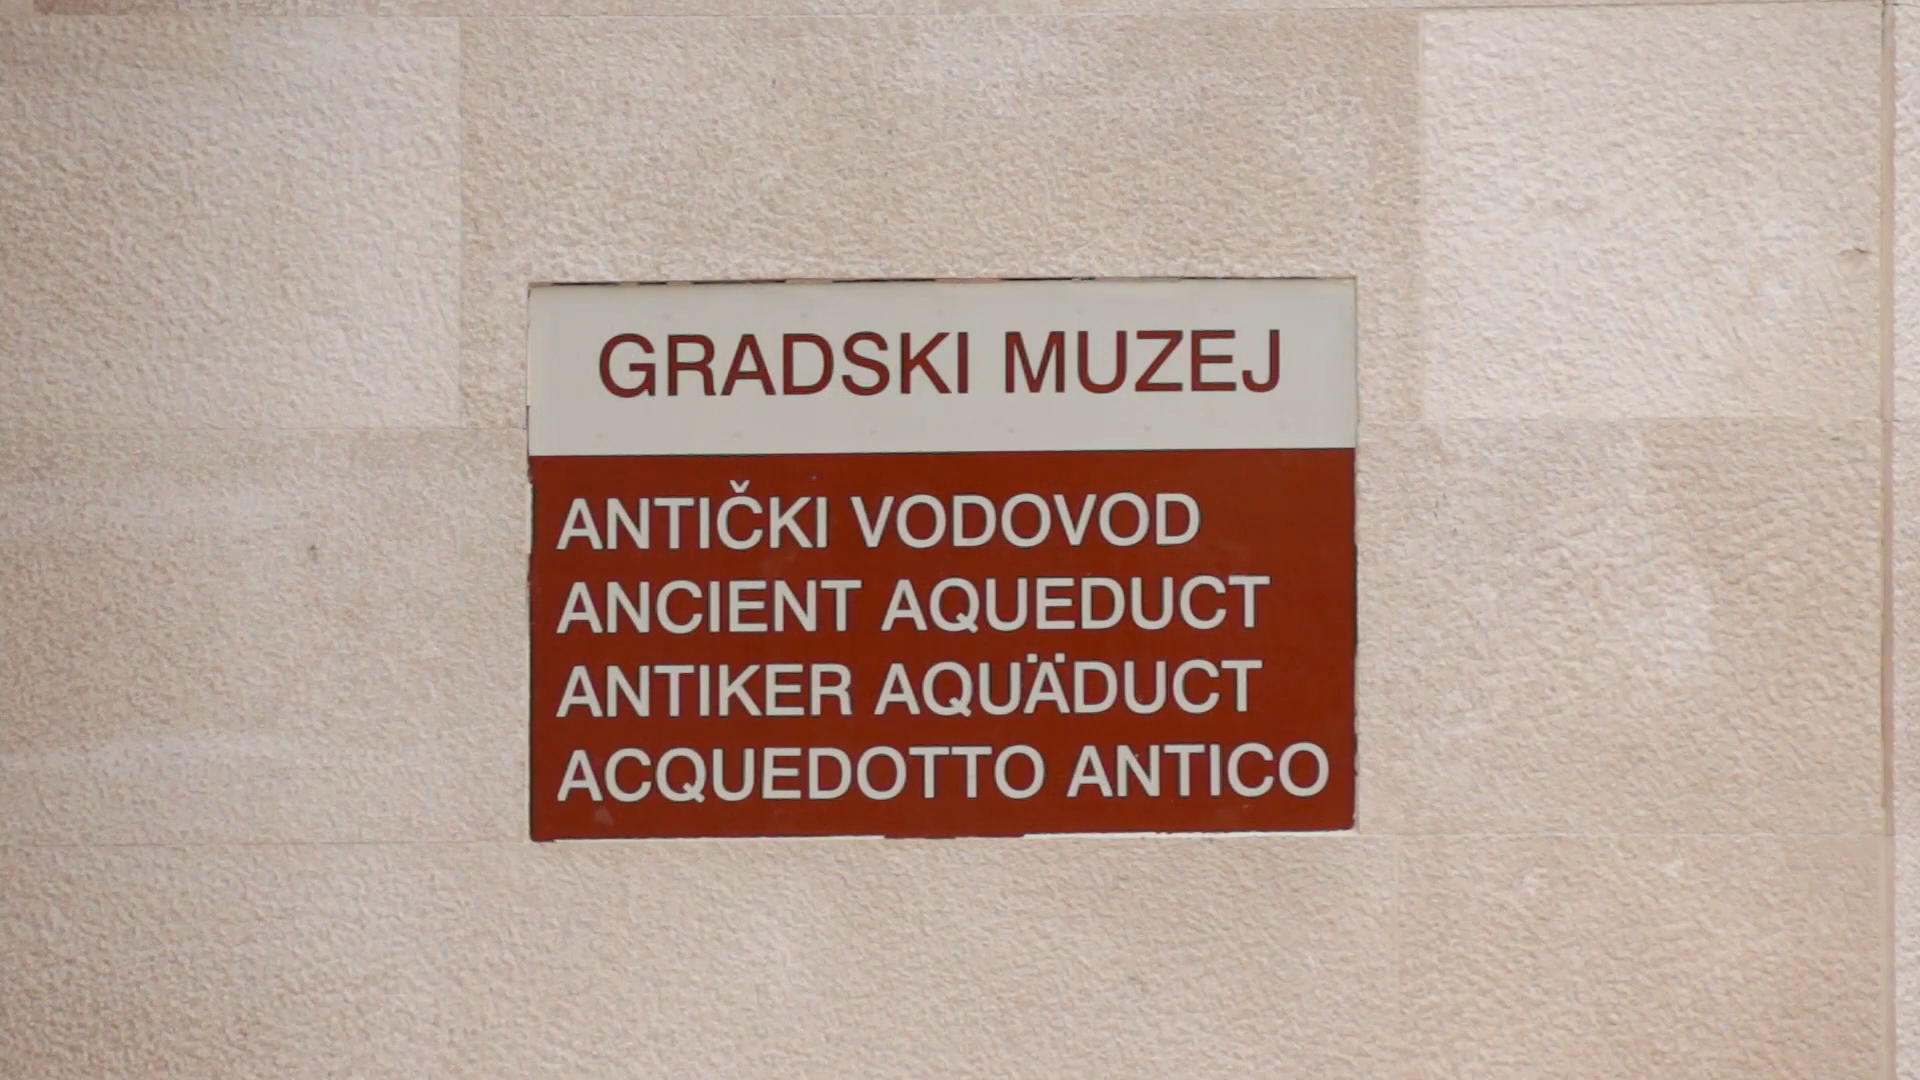 GRADSKI MUZEJ
ANTIČKI VODOVOD
ANCIENT AQUEDUCT
ANTIKER AQUÄDUCT
ACQUEDOTTO ANTICO